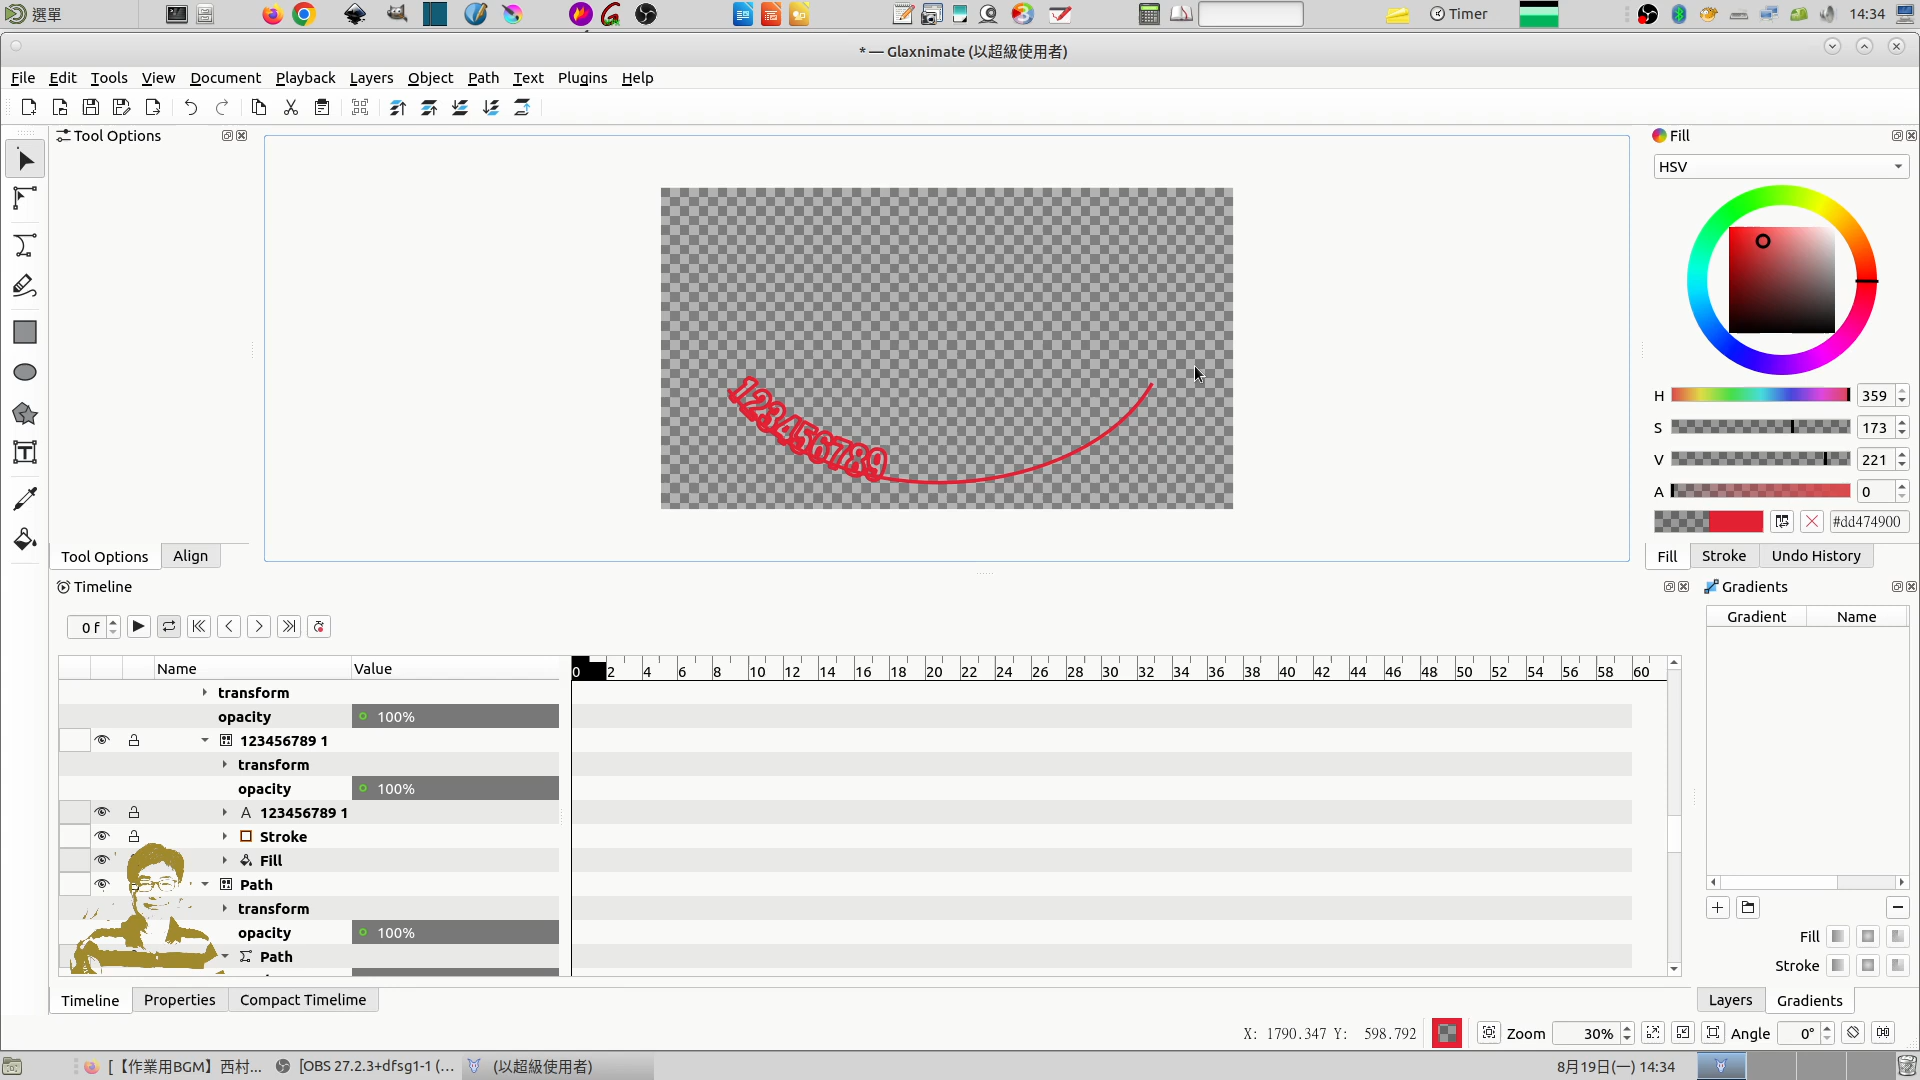 選單
Timer
14:34
* — Glaxnimate (以超級使用者)
File Edit Tools View Document Playback Layers Object Path Text Plugins Help
Tool Options
Fill
HSV
123456789
H 359
S 173
V 221
A 0
#dd474900
Tool Options Align
Fill Stroke Undo History
Timeline
Gradients
0 f
Gradient Name
Name Value
0 2 4 6 8 10 12 14 16 18 20 22 24 26 28 30 32 34 36 38 40 42 44 46 48 50 52 54 56 58 60
transform
opacity 100%
123456789 1
transform
opacity 100%
A 123456789 1
Stroke
Fill
Path
transform
opacity 100%
Path
Fill
Stroke
Timeline Properties Compact Timeline
Layers Gradients
X: 1790.347 Y: 598.792
Zoom 30%
Angle 0°
[【作業用BGM】西村...
[OBS 27.2.3+dfsg1-1 (...
(以超級使用者)
8月19日(一) 14:34